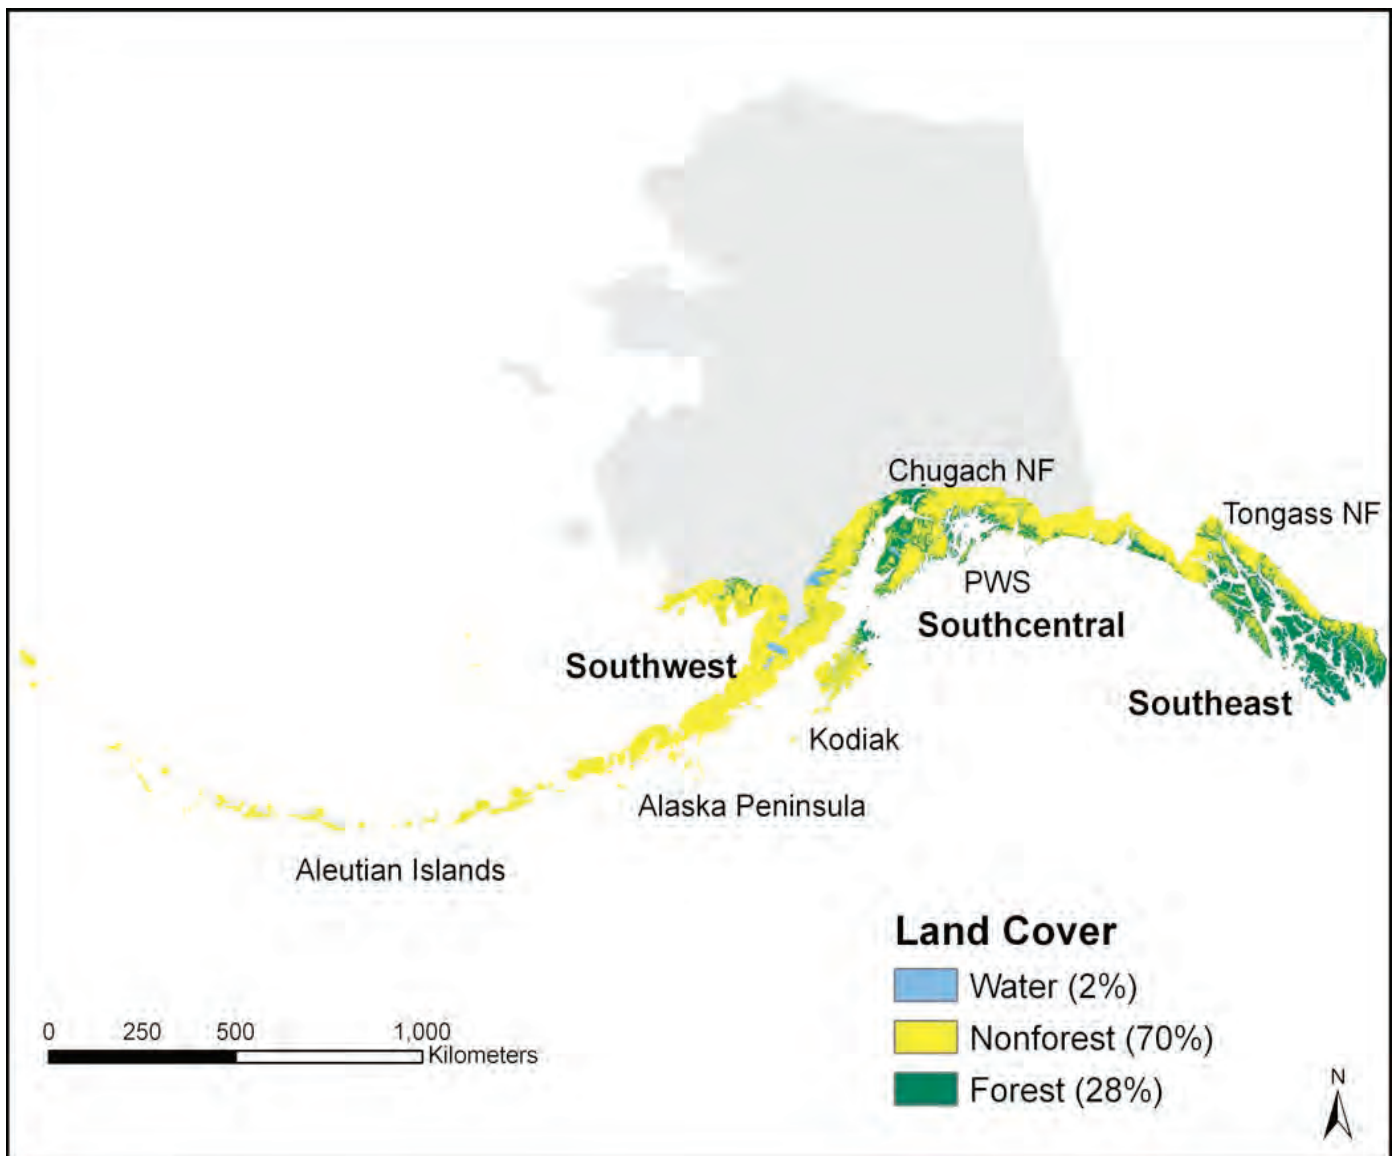 Chugach NF
Tongass NF
PWS
Southcentral
Southwest
Southeast
Kodiak
Alaska Peninsula
Aleutian Islands
Land Cover
Water (2%)
Nonforest (70%)
Forest (28%)
0 250 500 1,000
Kilometers
N